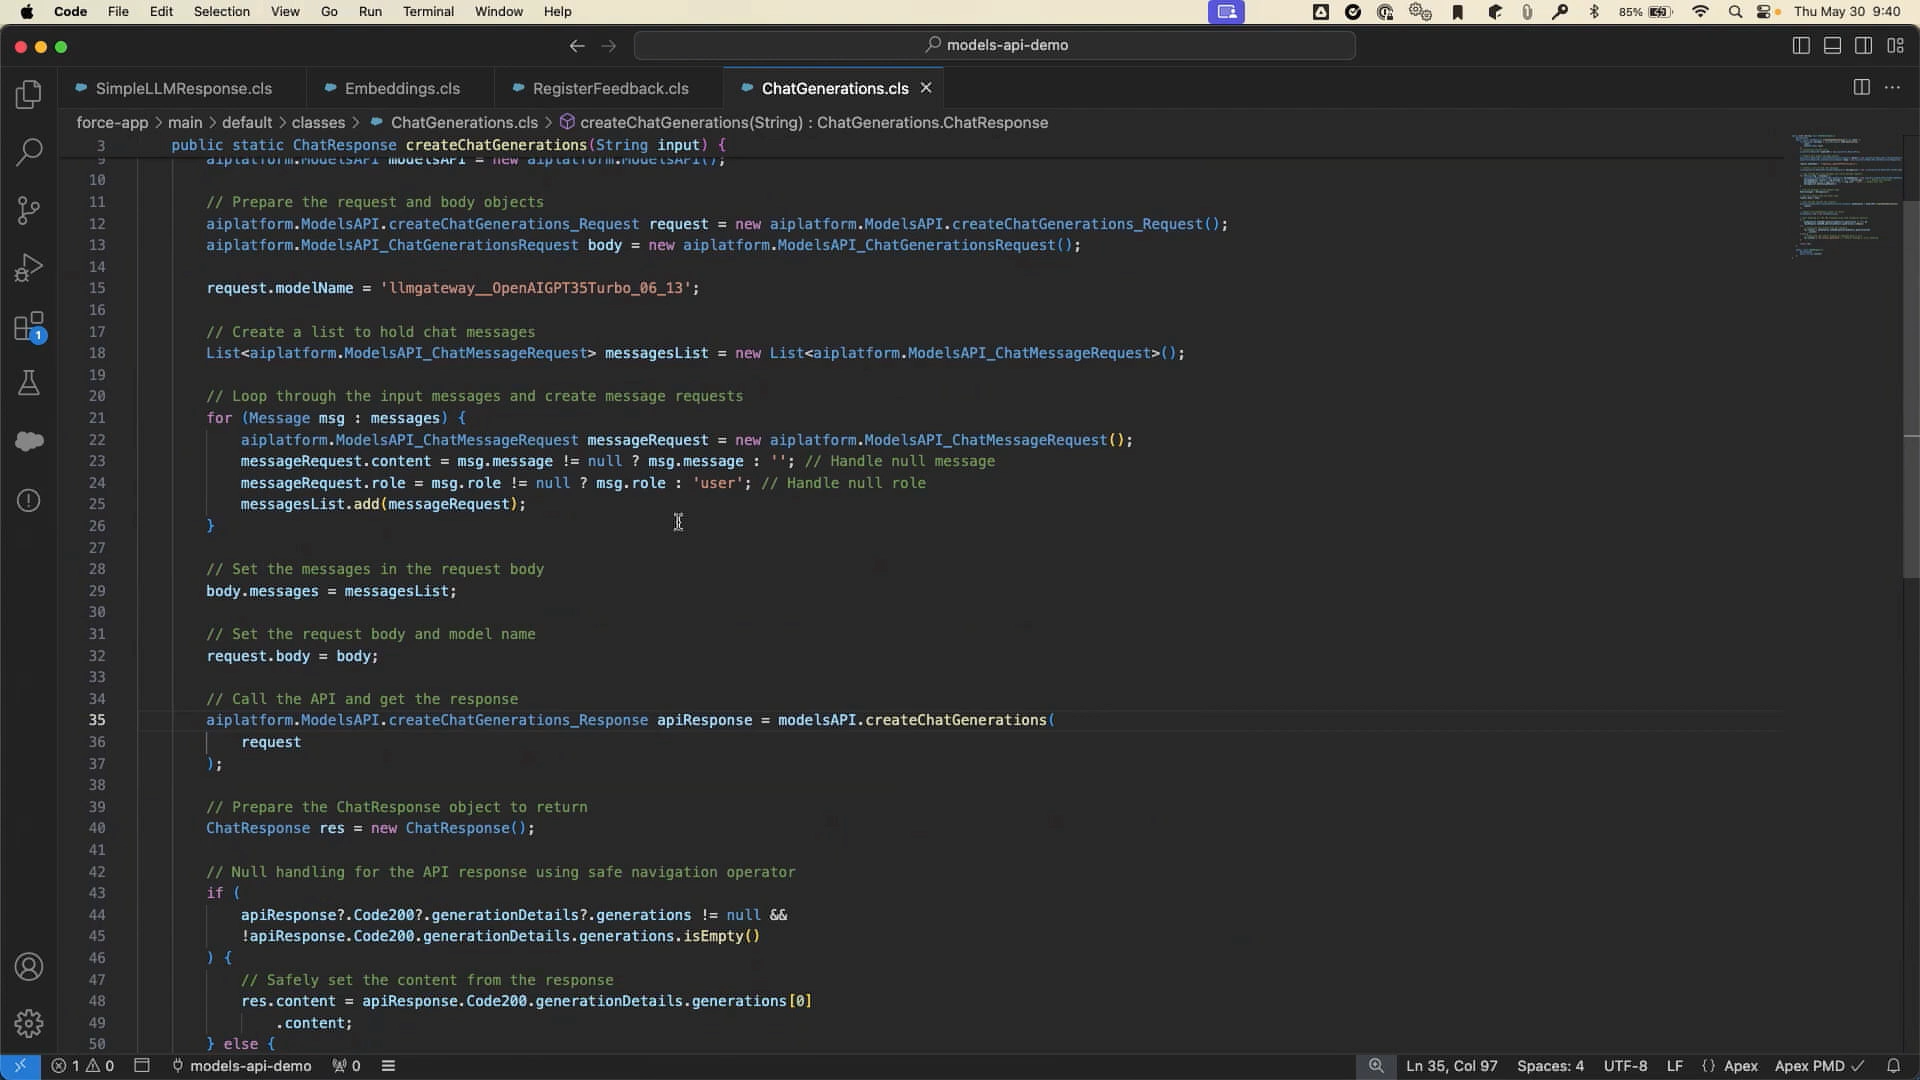 Code File Edit Selection View Go Run Terminal Window Help 85% Thu May 30 9:40
models-api-demo
SimpleLLMResponse.cls Embeddings.cls RegisterFeedback.cls ChatGenerations.cls
force-app > main > default > classes > ChatGenerations.cls > createChatGenerations(String) : ChatGenerations.ChatResponse
3 public static ChatResponse createChatGenerations(String input) {
9 aiplatform.ModelsAPI modelsAPI = new aiplatform.ModelsAPI();
10
11 // Prepare the request and body objects
12 aiplatform.ModelsAPI.createChatGenerations_Request request = new aiplatform.ModelsAPI.createChatGenerations_Request();
13 aiplatform.ModelsAPI_ChatGenerationsRequest body = new aiplatform.ModelsAPI_ChatGenerationsRequest();
14
15 request.modelName = 'llmgateway__OpenAIGPT35Turbo_06_13';
16
17 // Create a list to hold chat messages
18 List<aiplatform.ModelsAPI_ChatMessageRequest> messagesList = new List<aiplatform.ModelsAPI_ChatMessageRequest>();
19
20 // Loop through the input messages and create message requests
21 for (Message msg : messages) {
22 aiplatform.ModelsAPI_ChatMessageRequest messageRequest = new aiplatform.ModelsAPI_ChatMessageRequest();
23 messageRequest.content = msg.message != null ? msg.message : ''; // Handle null message
24 messageRequest.role = msg.role != null ? msg.role : 'user'; // Handle null role
25 messagesList.add(messageRequest);
26 }
27
28 // Set the messages in the request body
29 body.messages = messagesList;
30
31 // Set the request body and model name
32 request.body = body;
33
34 // Call the API and get the response
35 aiplatform.ModelsAPI.createChatGenerations_Response apiResponse = modelsAPI.createChatGenerations(
36 request
37 );
38
39 // Prepare the ChatResponse object to return
40 ChatResponse res = new ChatResponse();
41
42 // Null handling for the API response using safe navigation operator
43 if (
44 apiResponse?.Code200?.generationDetails?.generations != null &&
45 !apiResponse.Code200.generationDetails.generations.isEmpty()
46 ) {
47 // Safely set the content from the response
48 res.content = apiResponse.Code200.generationDetails.generations[0]
49 .content;
50 } else {
1
1 0 models-api-demo 0 Ln 35, Col 97 Spaces: 4 UTF-8 LF {} Apex Apex PMD